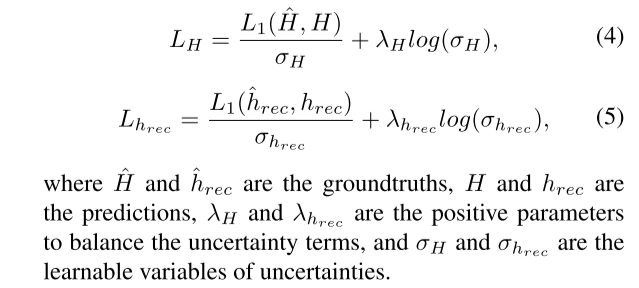 L_H = \frac{L_1(\hat{H}, H)}{\sigma_H} + \lambda_H log(\sigma_H), (4)
L_{h_{rec}} = \frac{L_1(\hat{h}_{rec}, h_{rec})}{\sigma_{h_{rec}}} + \lambda_{h_{rec}} log(\sigma_{h_{rec}}), (5)
where \hat{H} and \hat{h}_{rec} are the groundtruths, H and h_{rec} are
the predictions, \lambda_H and \lambda_{h_{rec}} are the positive parameters
to balance the uncertainty terms, and \sigma_H and \sigma_{h_{rec}} are the
learnable variables of uncertainties.